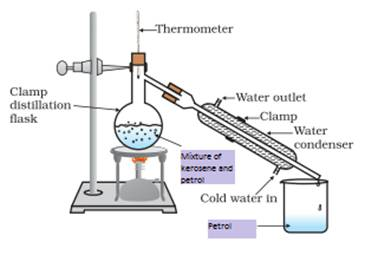 Thermometer
Clamp
distillation
flask
Water outlet
Clamp
Water
condenser
Mixture of
kerosene and
petrol
Cold water in
Petrol